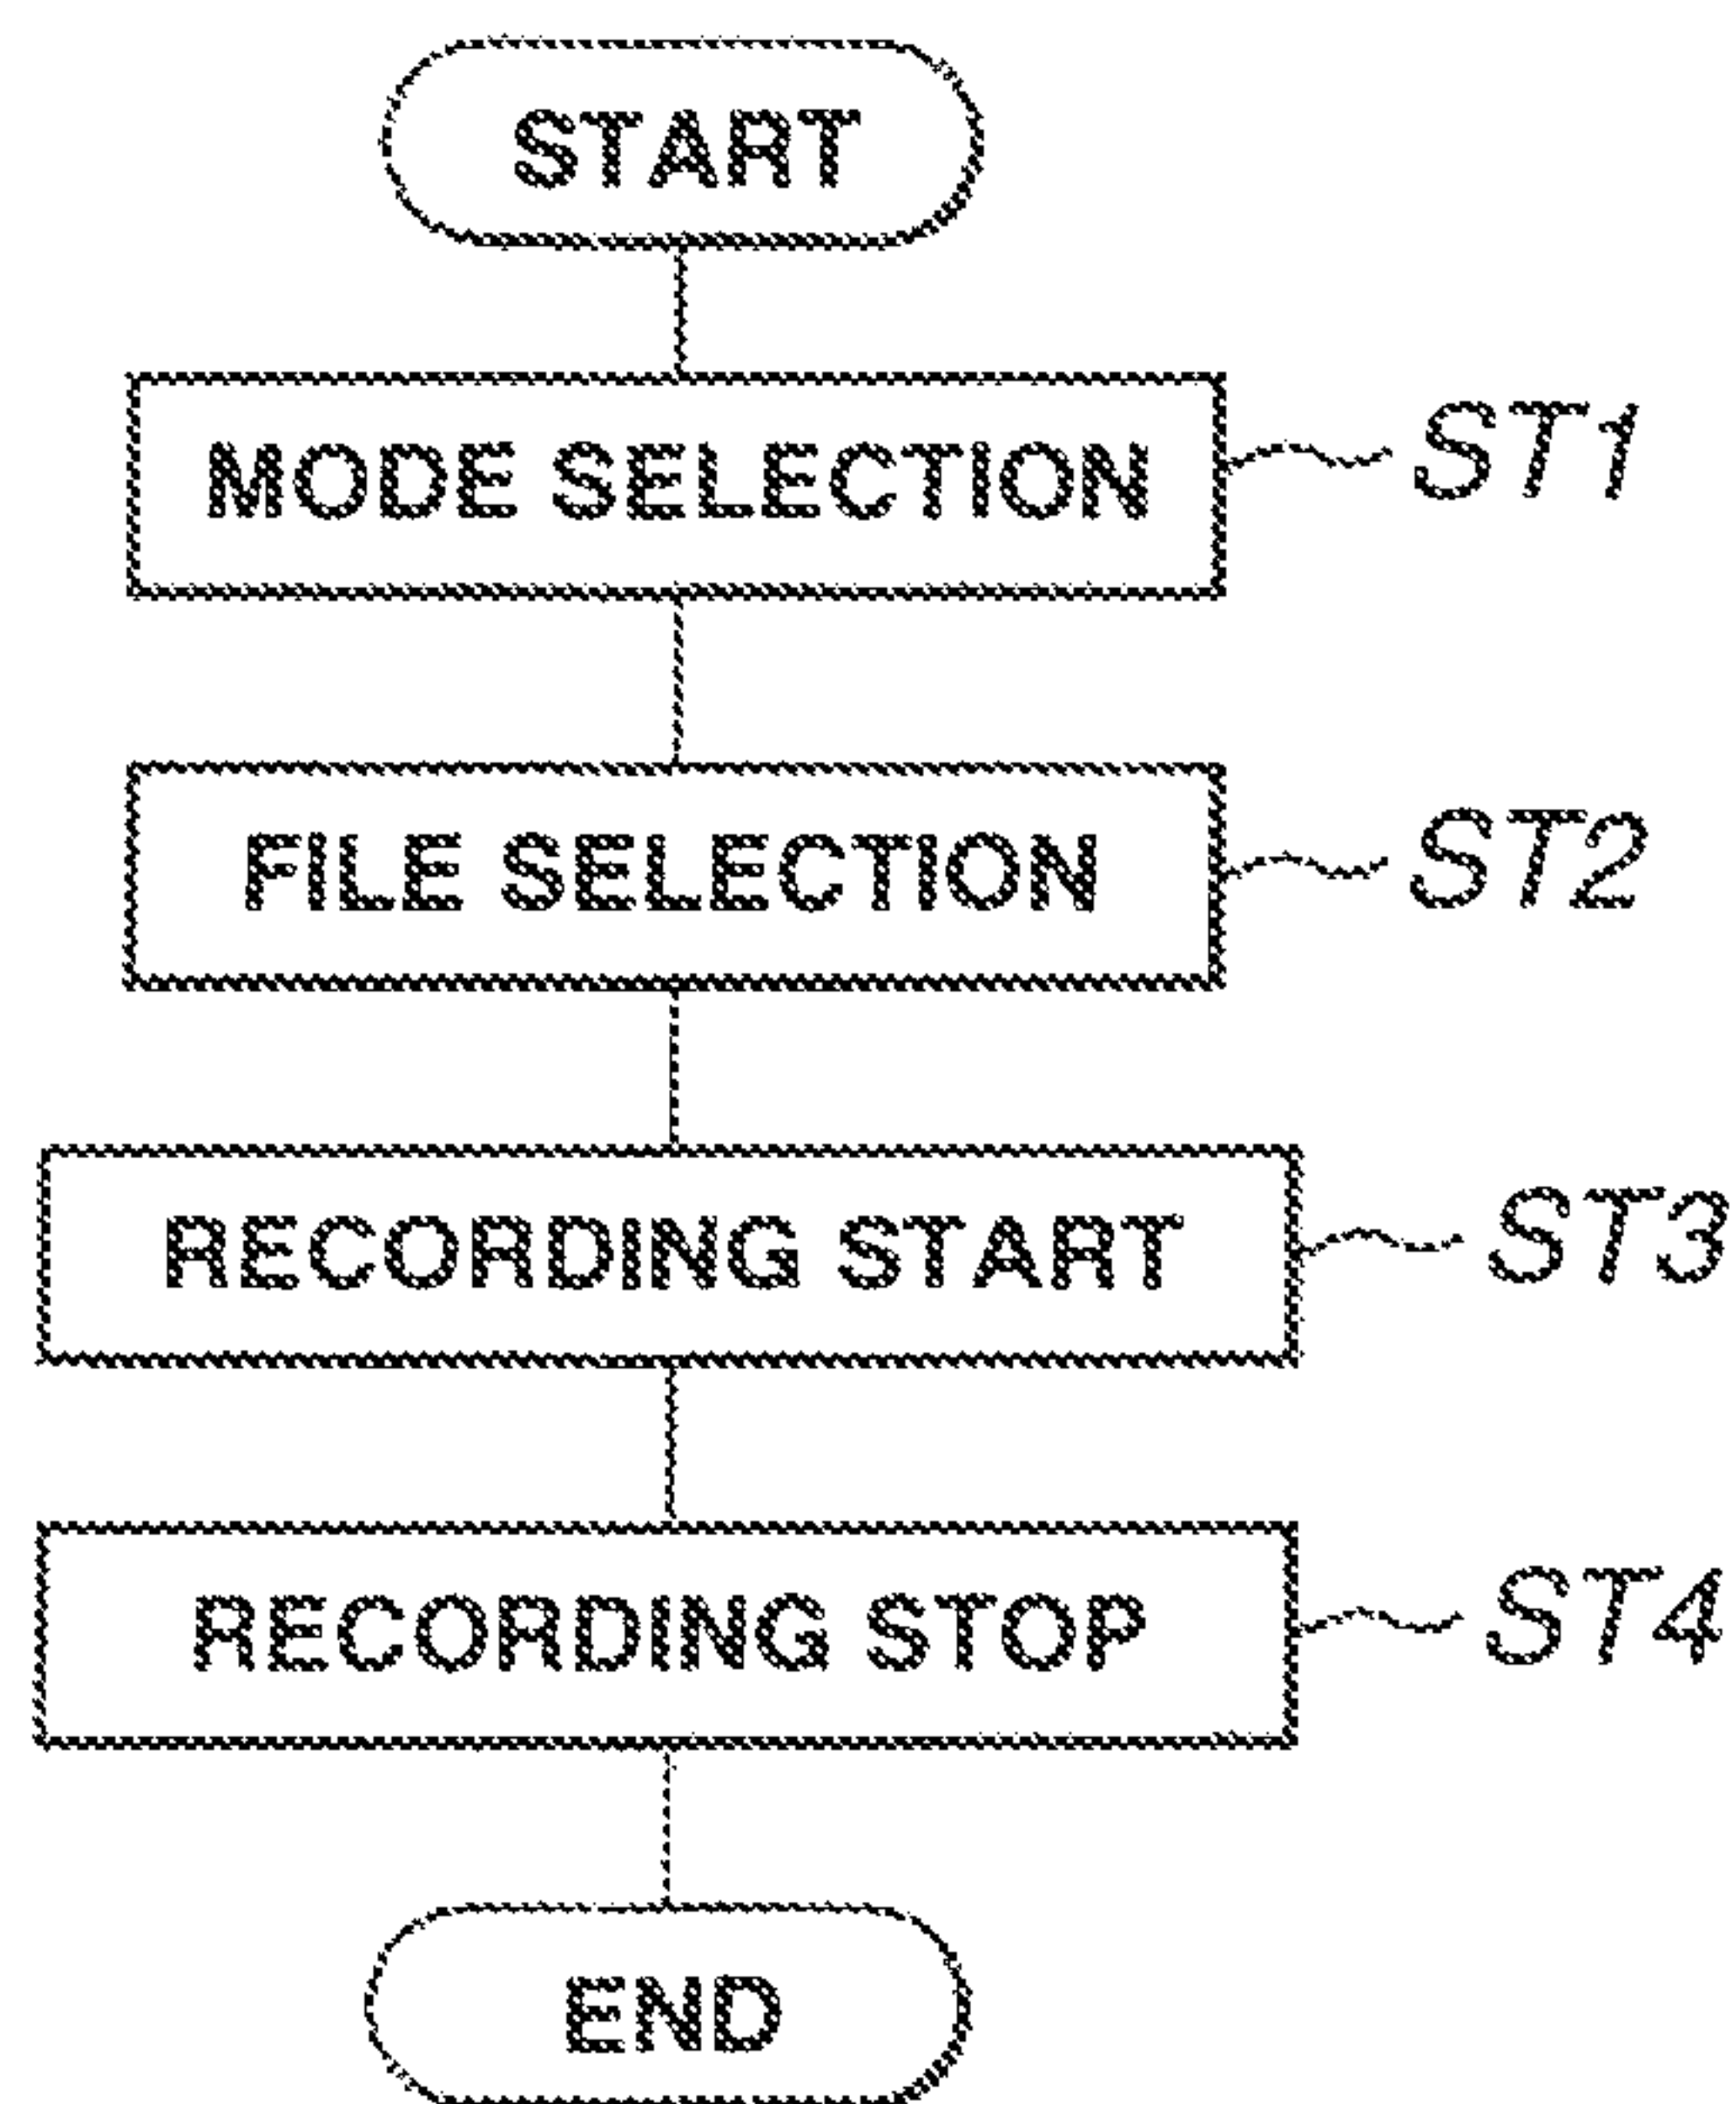 START
MODE SELECTION ST1
FILE SELECTION ST2
RECORDING START ST3
RECORDING STOP ST4
END